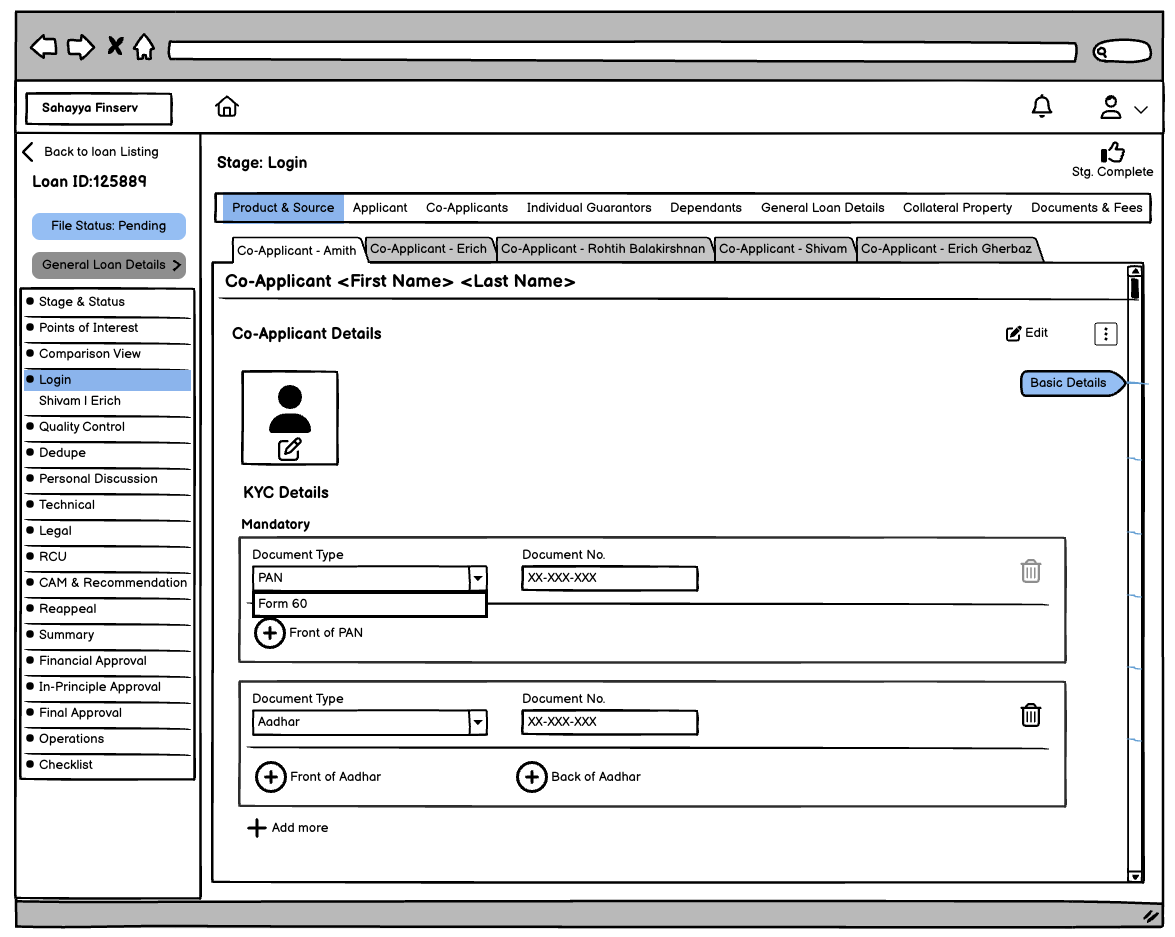 Sahayya Finserv
Back to loan Listing
Loan ID:125889
File Status: Pending
General Loan Details
Stage & Status
Points of Interest
Comparison View
Login
Shivam | Erich
Quality Control
Dedupe
Personal Discussion
Technical
Legal
RCU
CAM & Recommendation
Reappeal
Summary
Financial Approval
In-Principle Approval
Final Approval
Operations
Checklist
Stage: Login
Stg. Complete
Product & Source Applicant Co-Applicants Individual Guarantors Dependants General Loan Details Collateral Property Documents & Fees
Co-Applicant - Amith Co-Applicant - Erich Co-Applicant - Rohtih Balakirshnan Co-Applicant - Shivam Co-Applicant - Erich Gherbaz
Co-Applicant <First Name> <Last Name>
Co-Applicant Details
Edit
Basic Details
KYC Details
Mandatory
Document Type Document No.
PAN XX-XXX-XXX
Form 60
Front of PAN
Document Type Document No.
Aadhar XX-XXX-XXX
Front of Aadhar Back of Aadhar
Add more